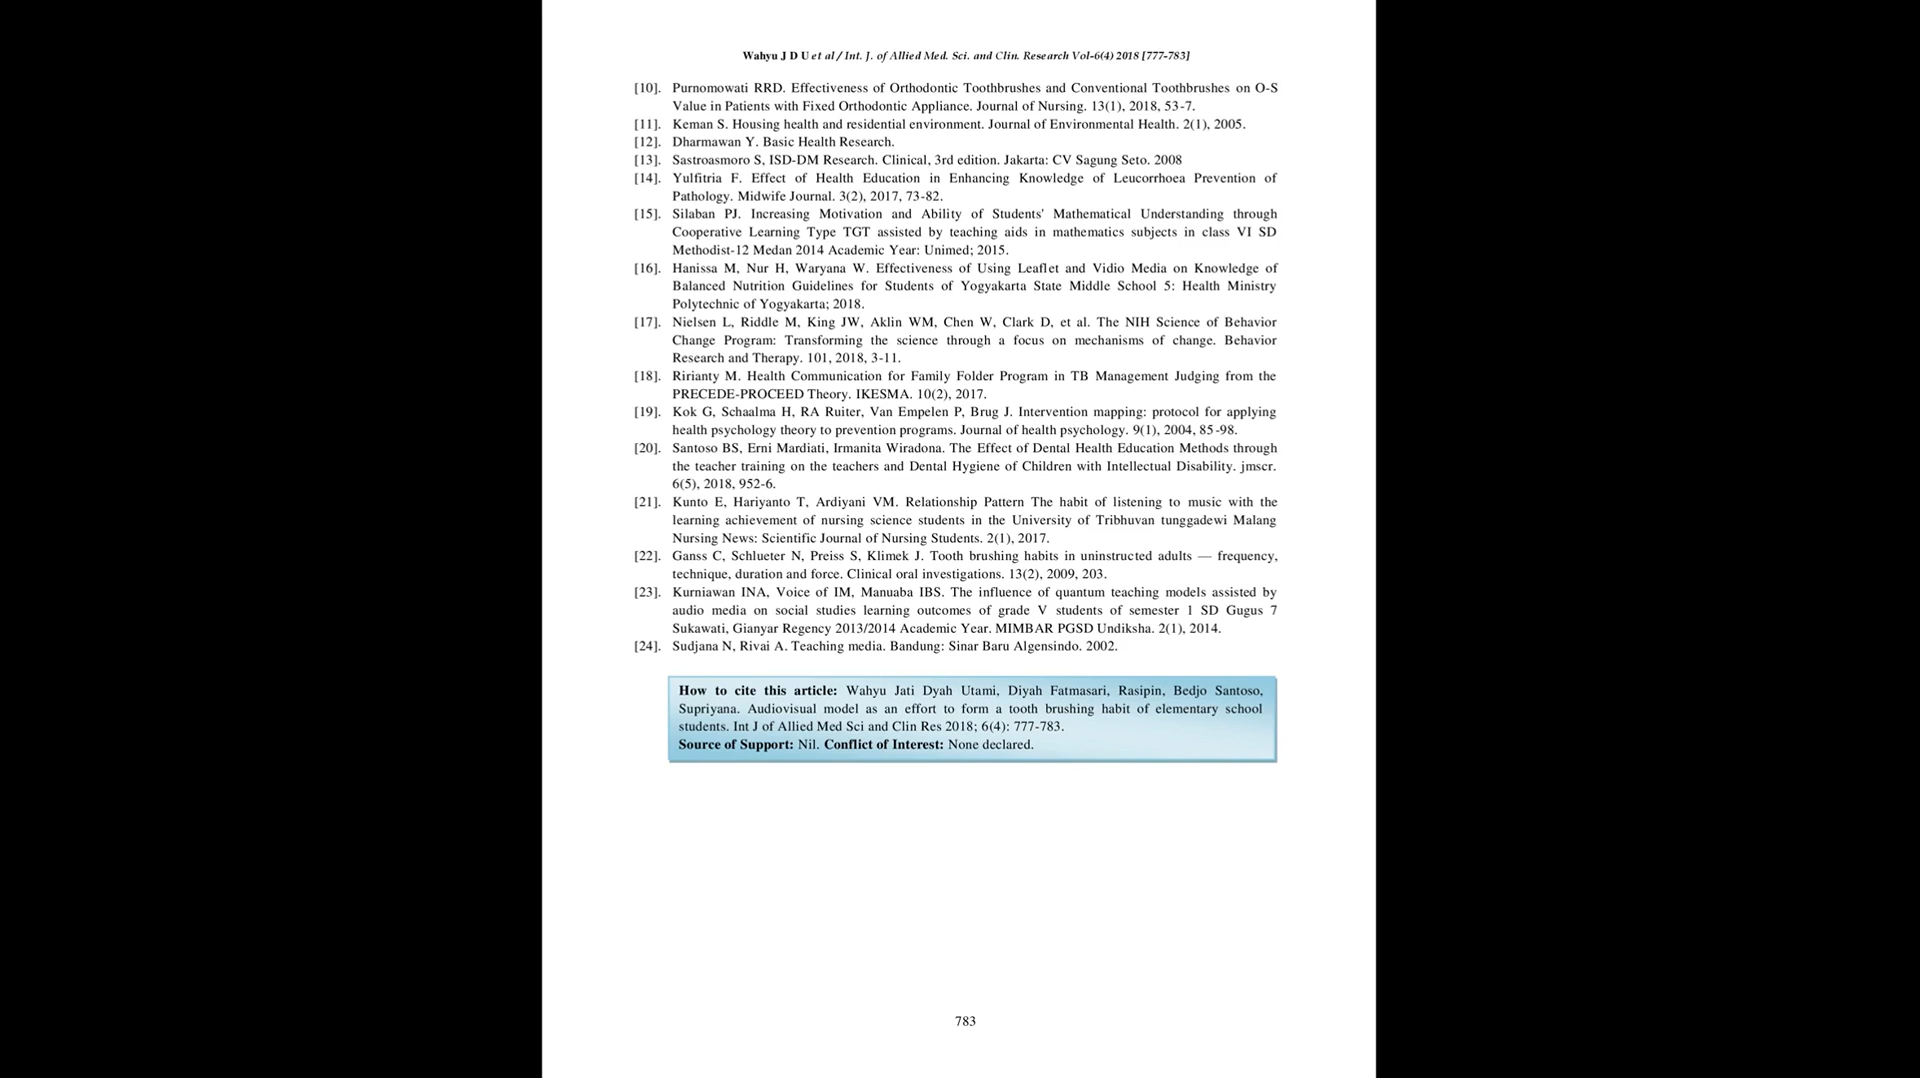 Wahyu J D U et al / Int. J. of Allied Med. Sci. and Clin. Research Vol-6(4) 2018 [777-783]
[10]. Purnomowati RRD. Effectiveness of Orthodontic Toothbrushes and Conventional Toothbrushes on O-S
Value in Patients with Fixed Orthodontic Appliance. Journal of Nursing. 13(1), 2018, 53-7.
[11]. Keman S. Housing health and residential environment. Journal of Environmental Health. 2(1), 2005.
[12]. Dharmawan Y. Basic Health Research.
[13]. Sastroasmoro S, ISD-DM Research. Clinical, 3rd edition. Jakarta: CV Sagung Seto. 2008
[14]. Yulfitria F. Effect of Health Education in Enhancing Knowledge of Leucorrhoea Prevention of
Pathology. Midwife Journal. 3(2), 2017, 73-82.
[15]. Silaban PJ. Increasing Motivation and Ability of Students' Mathematical Understanding through
Cooperative Learning Type TGT assisted by teaching aids in mathematics subjects in class VI SD
Methodist-12 Medan 2014 Academic Year: Unimed; 2015.
[16]. Hanissa M, Nur H, Waryana W. Effectiveness of Using Leaflet and Vidio Media on Knowledge of
Balanced Nutrition Guidelines for Students of Yogyakarta State Middle School 5: Health Ministry
Polytechnic of Yogyakarta; 2018.
[17]. Nielsen L, Riddle M, King JW, Aklin WM, Chen W, Clark D, et al. The NIH Science of Behavior
Change Program: Transforming the science through a focus on mechanisms of change. Behavior
Research and Therapy. 101, 2018, 3-11.
[18]. Ririanty M. Health Communication for Family Folder Program in TB Management Judging from the
PRECEDE-PROCEED Theory. IKESMA. 10(2), 2017.
[19]. Kok G, Schaalma H, RA Ruiter, Van Empelen P, Brug J. Intervention mapping: protocol for applying
health psychology theory to prevention programs. Journal of health psychology. 9(1), 2004, 85-98.
[20]. Santoso BS, Erni Mardiati, Irmanita Wiradona. The Effect of Dental Health Education Methods through
the teacher training on the teachers and Dental Hygiene of Children with Intellectual Disability. jmscr.
6(5), 2018, 952-6.
[21]. Kunto E, Hariyanto T, Ardiyani VM. Relationship Pattern The habit of listening to music with the
learning achievement of nursing science students in the University of Tribhuvan tunggadewi Malang
Nursing News: Scientific Journal of Nursing Students. 2(1), 2017.
[22]. Ganss C, Schlueter N, Preiss S, Klimek J. Tooth brushing habits in uninstructed adults — frequency,
technique, duration and force. Clinical oral investigations. 13(2), 2009, 203.
[23]. Kurniawan INA, Voice of IM, Manuaba IBS. The influence of quantum teaching models assisted by
audio media on social studies learning outcomes of grade V students of semester 1 SD Gugus 7
Sukawati, Gianyar Regency 2013/2014 Academic Year. MIMBAR PGSD Undiksha. 2(1), 2014.
[24]. Sudjana N, Rivai A. Teaching media. Bandung: Sinar Baru Algensindo. 2002.
How to cite this article: Wahyu Jati Dyah Utami, Diyah Fatmasari, Rasipin, Bedjo Santoso,
Supriyana. Audiovisual model as an effort to form a tooth brushing habit of elementary school
students. Int J of Allied Med Sci and Clin Res 2018; 6(4): 777-783.
Source of Support: Nil. Conflict of Interest: None declared.
783